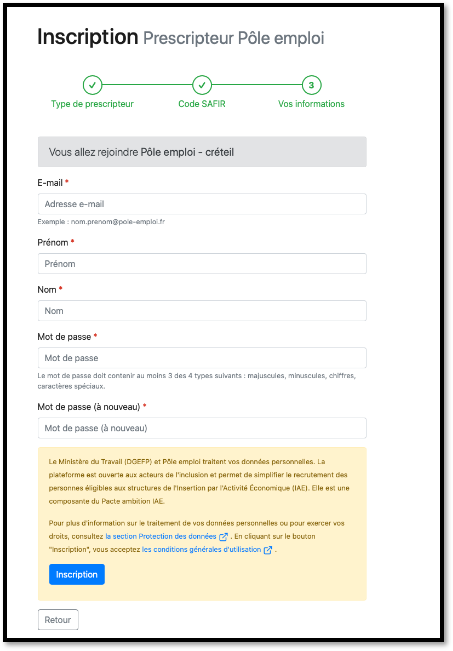 Inscription Prescripteur Pôle emploi
3
Type de prescripteur Code SAFIR Vos informations
Vous allez rejoindre Pôle emploi - créteil
E-mail *
Adresse e-mail
Exemple : nom.prenom@pole-emploi.fr
Prénom *
Prénom
Nom *
Nom
Mot de passe *
Mot de passe
Le mot de passe doit contenir au moins 3 des 4 types suivants : majuscules, minuscules, chiffres,
caractères spéciaux.
Mot de passe (à nouveau) *
Mot de passe (à nouveau)
Le Ministère du Travail (DGEFP) et Pôle emploi traitent vos données personnelles. La
plateforme est ouverte aux acteurs de l'inclusion et permet de simplifier le recrutement des
personnes éligibles aux structures de l'Insertion par l'Activité Économique (IAE). Elle est une
composante du Pacte ambition IAE.
Pour plus d'information sur le traitement de vos données personnelles ou pour exercer vos
droits, consultez la section Protection des données . En cliquant sur le bouton
"Inscription", vous acceptez les conditions générales d'utilisation .
Inscription
Retour